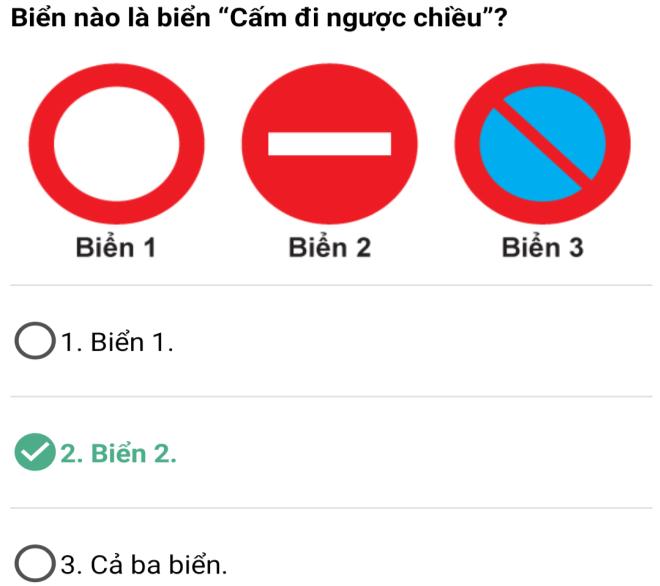 Biển nào là biển “Cấm đi ngược chiều”?
Biển 1 Biển 2 Biển 3
1. Biển 1.
2. Biển 2.
3. Cả ba biển.